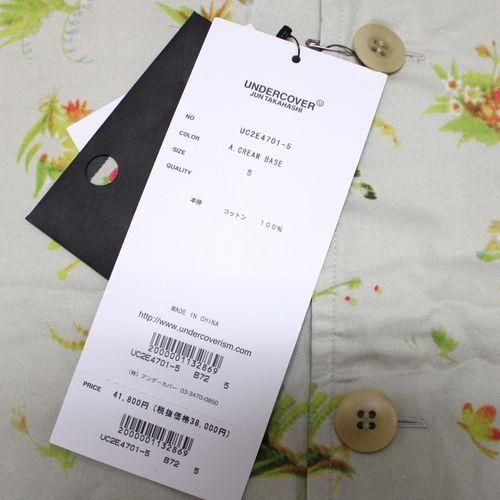 UNDERCOVER
JUN TAKAHASHI
NO UC2E4701-5
COLOR A.CREAM BASE
SIZE 5
QUALITY
本体 コットン 100%
MADE IN CHINA
http://www.undercoverism.com
2000001132869
UC2E4701-5 B72 5
(株) アンダーカバー 03-3470-0850
PRICE 41,800円 (税抜価格38,000円)
2000001132869
UC2E4701-5 B72 5